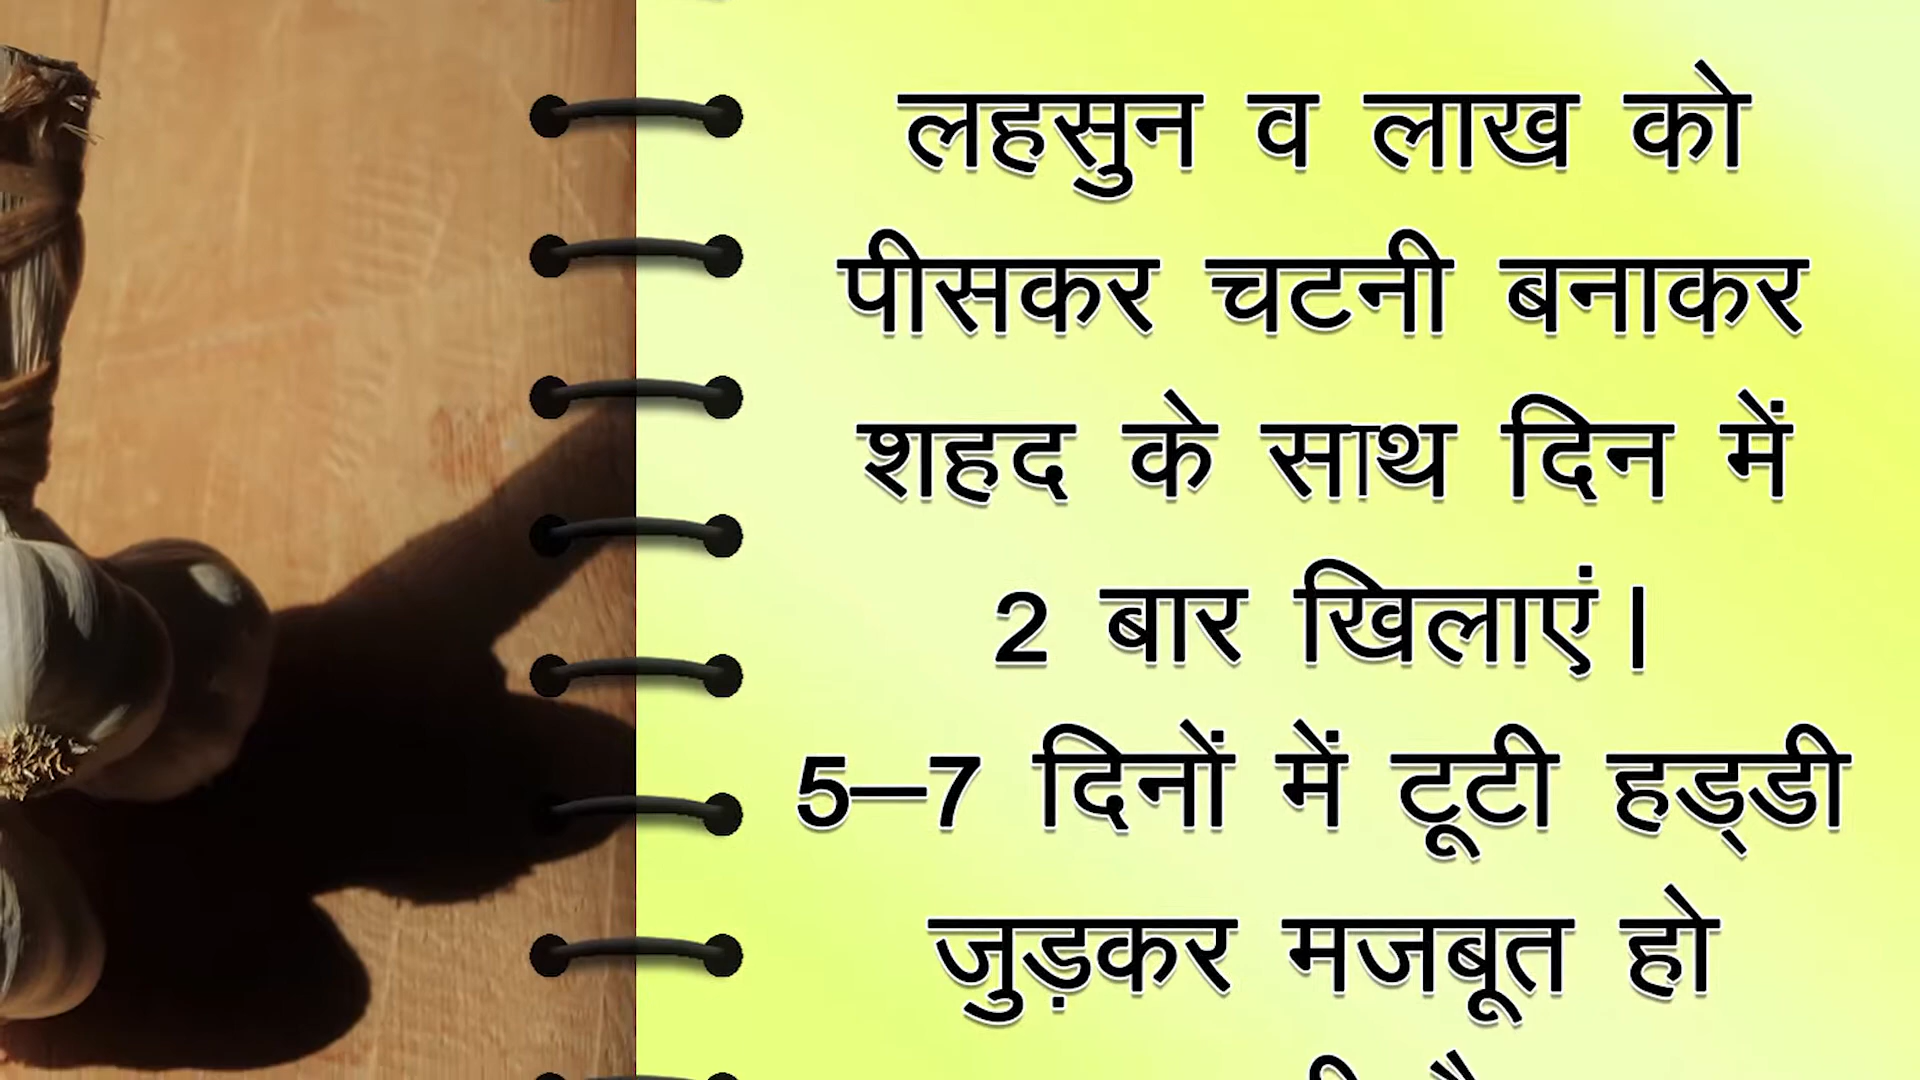 लहसुन व लाख को
पीसकर चटनी बनाकर
शहद के साथ दिन में
2 बार खिलाएं।
5–7 दिनों में टूटी हड्डी
जुड़कर मजबूत हो